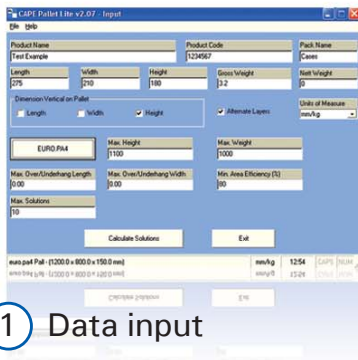 CAPE Pallet Lite v2.07 - Input
File Help
Product Name Product Code Pack Name
Test Example 1234567 Cases
Length Width Height Gross Weight Nett Weight
275 210 180 3.2 0
Dimension Vertical on Pallet Units of Measure
Length Width Height Alternate Layers mm/kg
Max. Height Max. Weight
EURO.PA4 1100 1000
Max. Over/Underhang Length Max. Over/Underhang Width Min. Area Efficiency (%)
0.00 0.00 80
Max. Solutions
10
Calculate Solutions Exit
euro.pa4 Pall - (1200.0 x 800.0 x 150.0 mm) mm/kg 12:54 CAPS NUM
1 Data input